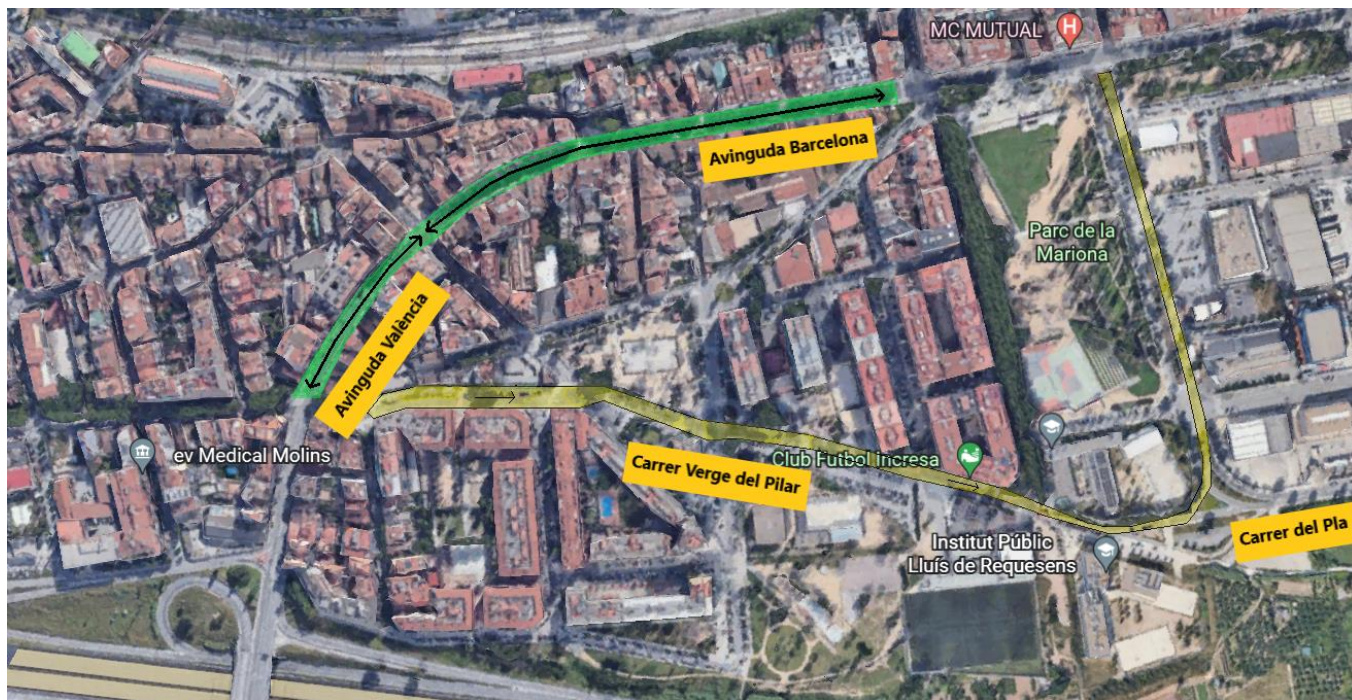 MC MUTUAL
H
Avinguda Barcelona
Parc de la
Mariona
Avinguda València
ev Medical Molins
Club Futbol Incresa
Carrer Verge del Pilar
Carrer del Pla
Institut Públic
Lluís de Requesens